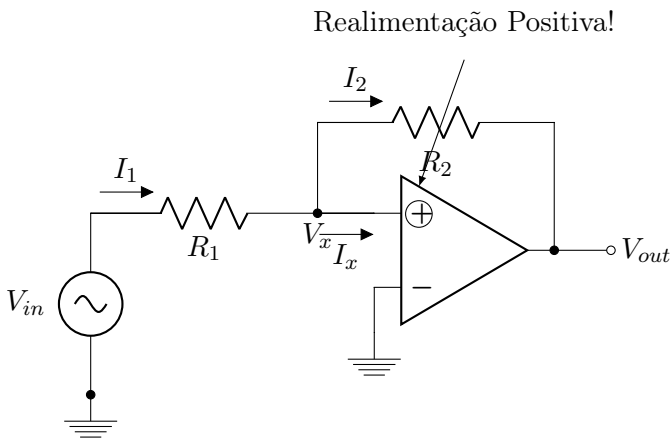 Realimentação Positiva!
I2
R2
I1
R1
Vx
Ix
+
−
Vin
Vout